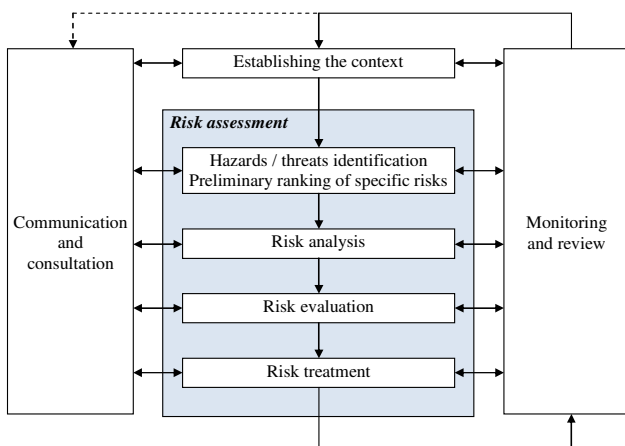 Establishing the context
Risk assessment
Hazards / threats identification
Preliminary ranking of specific risks
Communication
and
consultation
Monitoring
and review
Risk analysis
Risk evaluation
Risk treatment